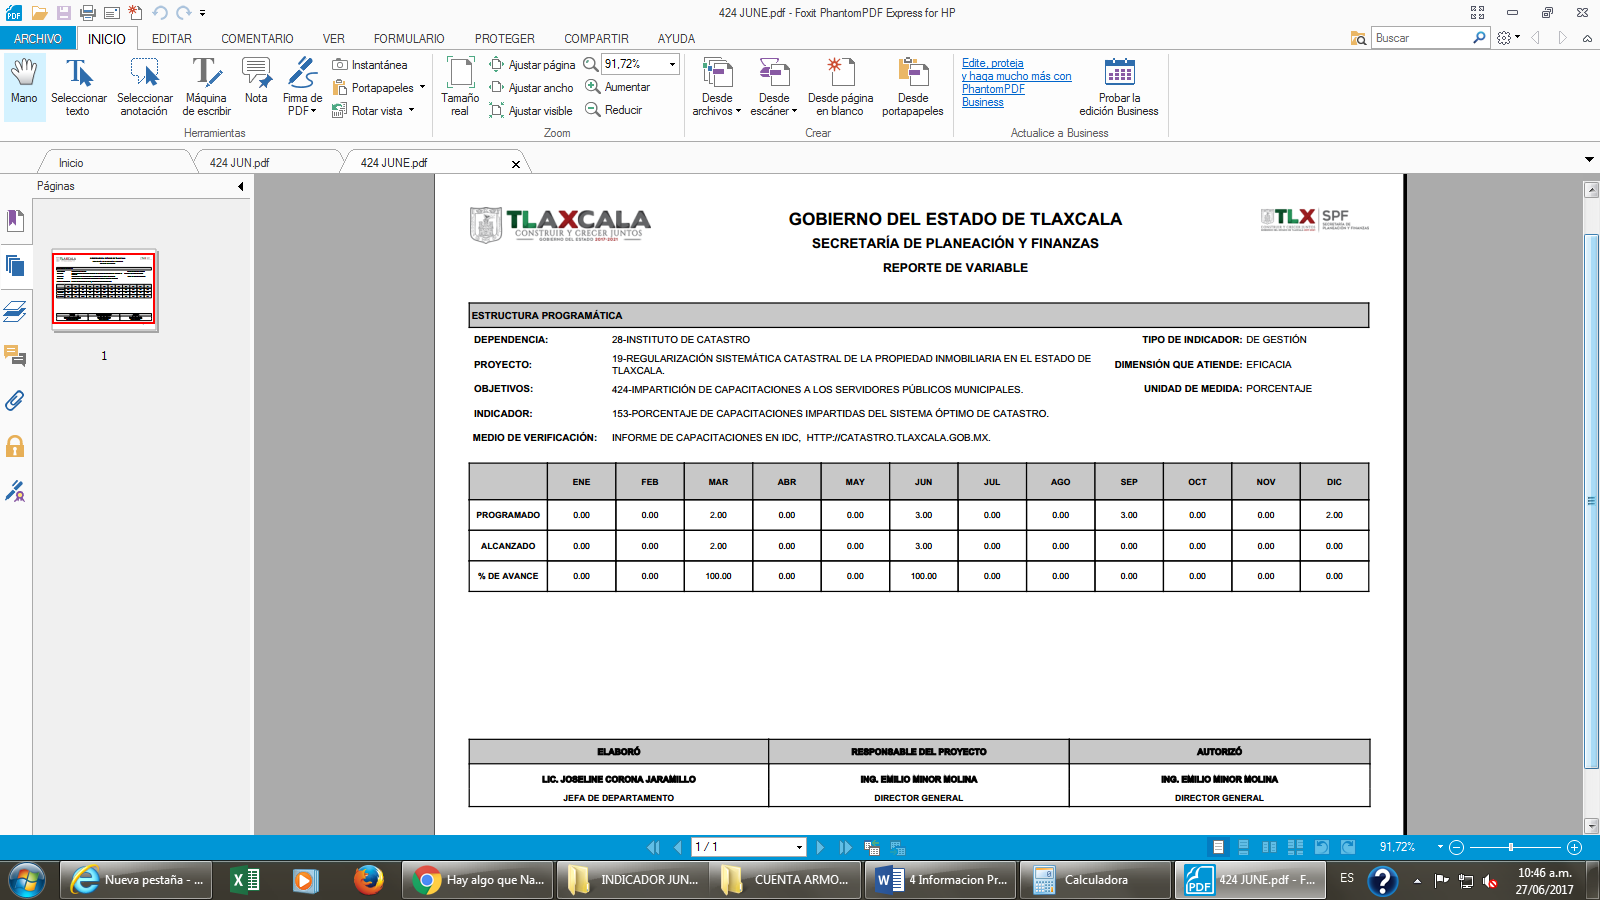 424 JUNE.pdf - Foxit PhantomPDF Express for HP
ARCHIVO INICIO EDITAR COMENTARIO VER FORMULARIO PROTEGER COMPARTIR AYUDA
Buscar
Mano
Seleccionar texto
Seleccionar anotación
Máquina de escribir
Nota
Firma de PDF
Instantánea
Portapapeles
Rotar vista
Herramientas
Tamaño real
Ajustar página
Ajustar ancho
Ajustar visible
91,72%
Aumentar
Reducir
Zoom
Desde archivos
Desde escáner
Desde página en blanco
Desde portapapeles
Crear
Edite, proteja
y haga mucho más con
PhantomPDF
Business
Probar la edición Business
Actualice a Business
Inicio 424 JUN.pdf 424 JUNE.pdf
Páginas
1
TLAXCALA
CONSTRUIR Y CRECER JUNTOS
GOBIERNO DEL ESTADO 2017-2021
GOBIERNO DEL ESTADO DE TLAXCALA
SECRETARÍA DE PLANEACIÓN Y FINANZAS
REPORTE DE VARIABLE
TLX SPF
ESTRUCTURA PROGRAMÁTICA
DEPENDENCIA: 28-INSTITUTO DE CATASTRO TIPO DE INDICADOR: DE GESTIÓN
PROYECTO: 19-REGULARIZACIÓN SISTEMÁTICA CATASTRAL DE LA PROPIEDAD INMOBILIARIA EN EL ESTADO DE
TLAXCALA. DIMENSIÓN QUE ATIENDE: EFICACIA
OBJETIVOS: 424-IMPARTICIÓN DE CAPACITACIONES A LOS SERVIDORES PÚBLICOS MUNICIPALES. UNIDAD DE MEDIDA: PORCENTAJE
INDICADOR: 153-PORCENTAJE DE CAPACITACIONES IMPARTIDAS DEL SISTEMA ÓPTIMO DE CATASTRO.
MEDIO DE VERIFICACIÓN: INFORME DE CAPACITACIONES EN IDC, HTTP://CATASTRO.TLAXCALA.GOB.MX.
ENE FEB MAR ABR MAY JUN JUL AGO SEP OCT NOV DIC
PROGRAMADO 0.00 0.00 2.00 0.00 0.00 3.00 0.00 0.00 3.00 0.00 0.00 2.00
ALCANZADO 0.00 0.00 2.00 0.00 0.00 3.00 0.00 0.00 0.00 0.00 0.00 0.00
% DE AVANCE 0.00 0.00 100.00 0.00 0.00 100.00 0.00 0.00 0.00 0.00 0.00 0.00
ELABORÓ RESPONSABLE DEL PROYECTO AUTORIZÓ
LIC. JOSELINE CORONA JARAMILLO ING. EMILIO MINOR MOLINA ING. EMILIO MINOR MOLINA
JEFA DE DEPARTAMENTO DIRECTOR GENERAL DIRECTOR GENERAL
1 / 1 91,72%
Nueva pestaña - ... Hay algo que Na... INDICADOR JUN... CUENTA ARMO... 4 Informacion Pr... Calculadora 424 JUNE.pdf - F... ES 10:46 a.m.
27/06/2017